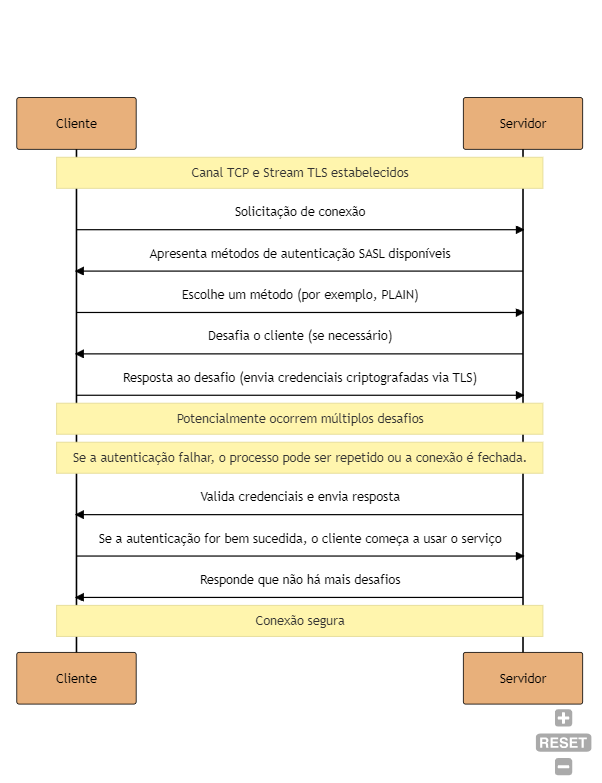 Cliente
Servidor
Canal TCP e Stream TLS estabelecidos
Solicitação de conexão
Apresenta métodos de autenticação SASL disponíveis
Escolhe um método (por exemplo, PLAIN)
Desafia o cliente (se necessário)
Resposta ao desafio (envia credenciais criptografadas via TLS)
Potencialmente ocorrem múltiplos desafios
Se a autenticação falhar, o processo pode ser repetido ou a conexão é fechada.
Valida credenciais e envia resposta
Se a autenticação for bem sucedida, o cliente começa a usar o serviço
Responde que não há mais desafios
Conexão segura
Cliente
Servidor
RESET